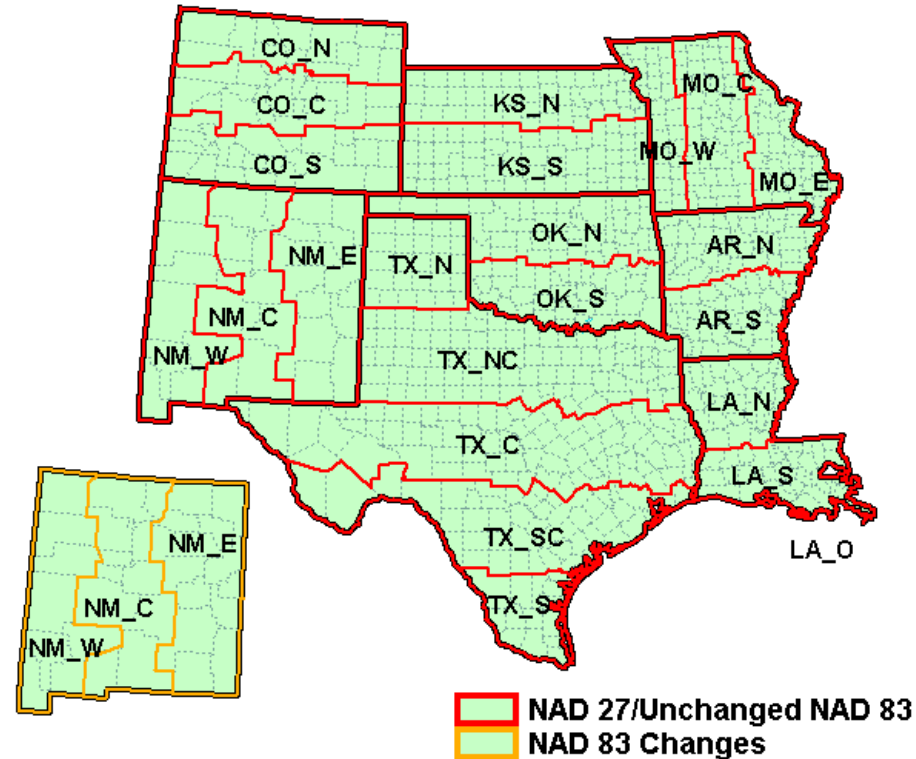 CO_N
CO_C
CO_S
KS_N
KS_S
MO_C
MO_W
MO_E
NM_E
NM_C
NM_W
TX_N
OK_N
OK_S
AR_N
AR_S
TX_NC
LA_N
TX_C
LA_S
TX_SC
LA_O
TX_S
NM_E
NM_C
NM_W
NAD 27/Unchanged NAD 83
NAD 83 Changes